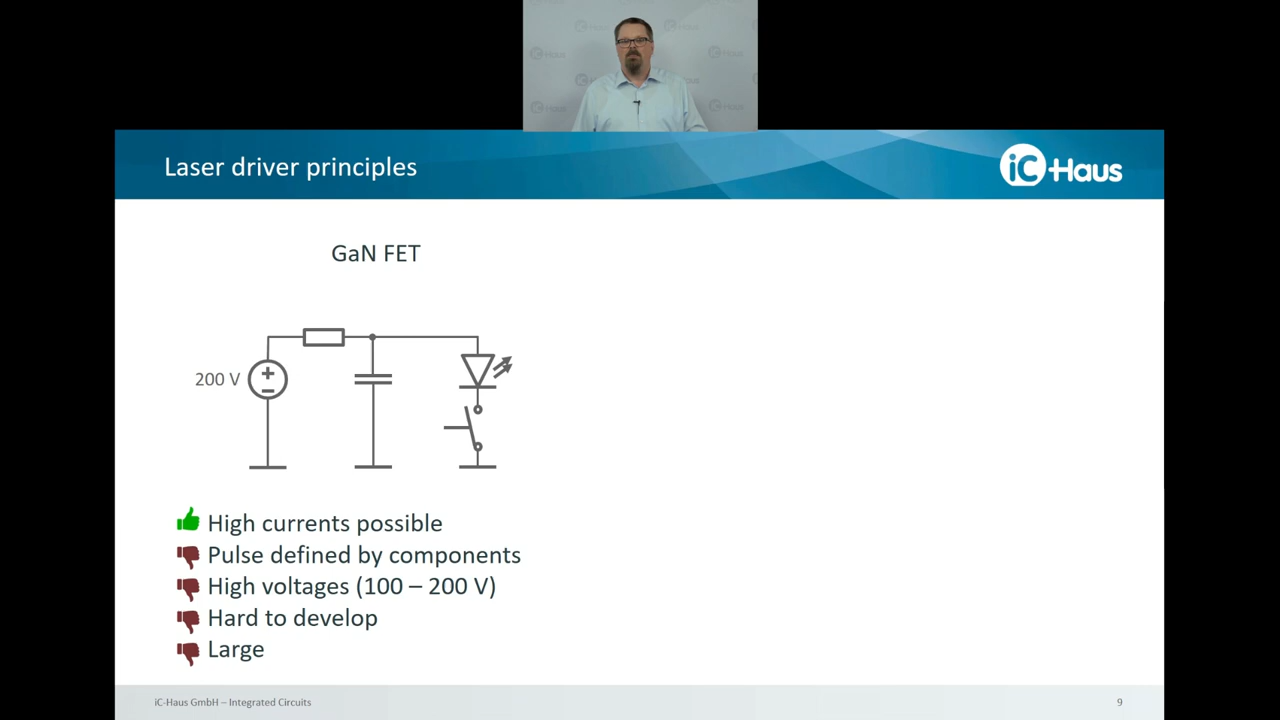 Laser driver principles
iC Haus
GaN FET
200 V
High currents possible
Pulse defined by components
High voltages (100 – 200 V)
Hard to develop
Large
iC-Haus GmbH – Integrated Circuits
9